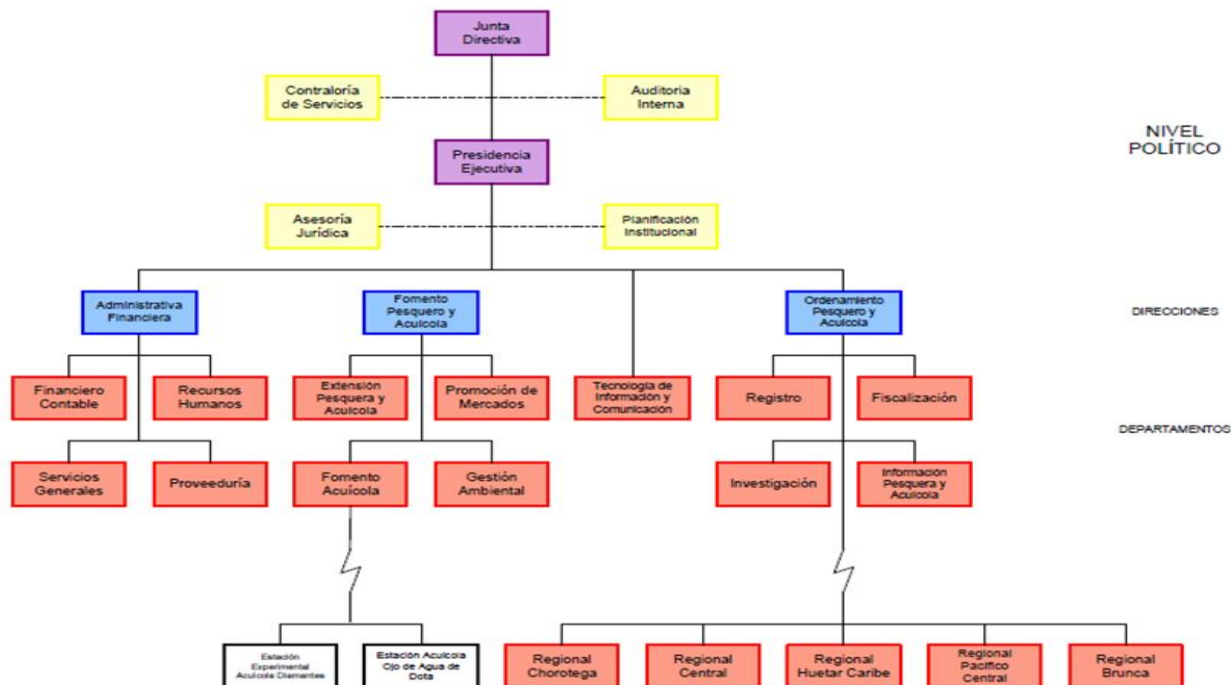 Junta
Directiva
Contraloría
de Servicios
Auditoria
Interna
NIVEL
POLÍTICO
Presidencia
Ejecutiva
Asesoría
Jurídica
Planificación
Institucional
Administrativa
Financiera
Fomento
Pesquero y
Acuícola
Ordenamiento
Pesquero y
Acuícola
DIRECCIONES
Financiero
Contable
Recursos
Humanos
Extensión
Pesquera y
Acuícola
Promoción de
Mercados
Tecnología de
Información y
Comunicación
Registro
Fiscalización
DEPARTAMENTOS
Servicios
Generales
Proveeduría
Fomento
Acuícola
Gestión
Ambiental
Investigación
Información
Pesquera y
Acuícola
Estación
Experimental
Acuícola Diamantes
Estación Acuícola
Ojo de Agua de
Dota
Regional
Chorotega
Regional
Central
Regional
Huetar Caribe
Regional
Pacífico
Central
Regional
Brunca